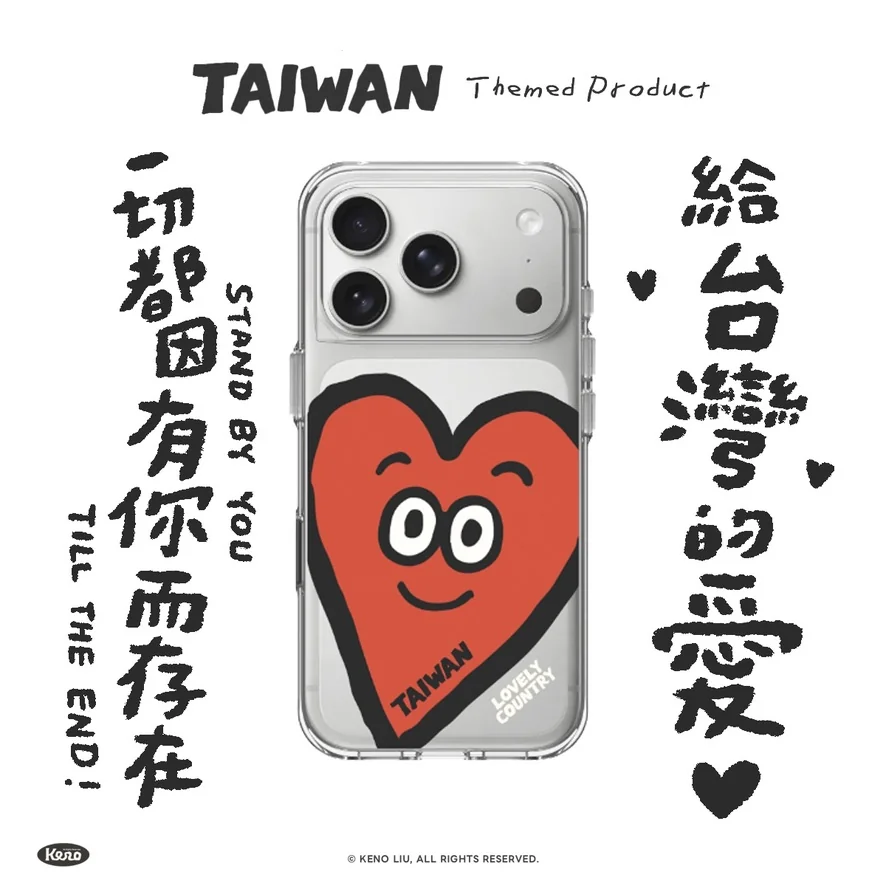 TAIWAN Themed Product
給台灣的愛
一切都因有你而存在
STAND BY YOU
TILL THE END!
TAIWAN
LOVELY
COUNTRY
Keno
© KENO LIU, ALL RIGHTS RESERVED.